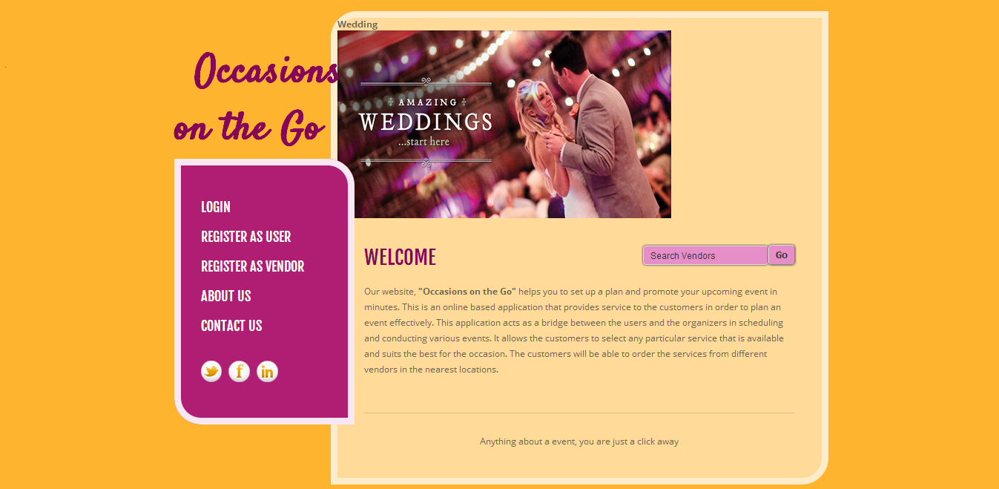 Occasions
on the Go
LOGIN
REGISTER AS USER
REGISTER AS VENDOR
ABOUT US
CONTACT US
f
in
Wedding
AMAZING
WEDDINGS
...start here
WELCOME
Search Vendors
Go
Our website, "Occasions on the Go" helps you to set up a plan and promote your upcoming event in
minutes. This is an online based application that provides service to the customers in order to plan an
event effectively. This application acts as a bridge between the users and the organizers in scheduling
and conducting various events. It allows the customers to select any particular service that is available
and suits the best for the occasion. The customers will be able to order the services from different
vendors in the nearest locations.
Anything about a event, you are just a click away